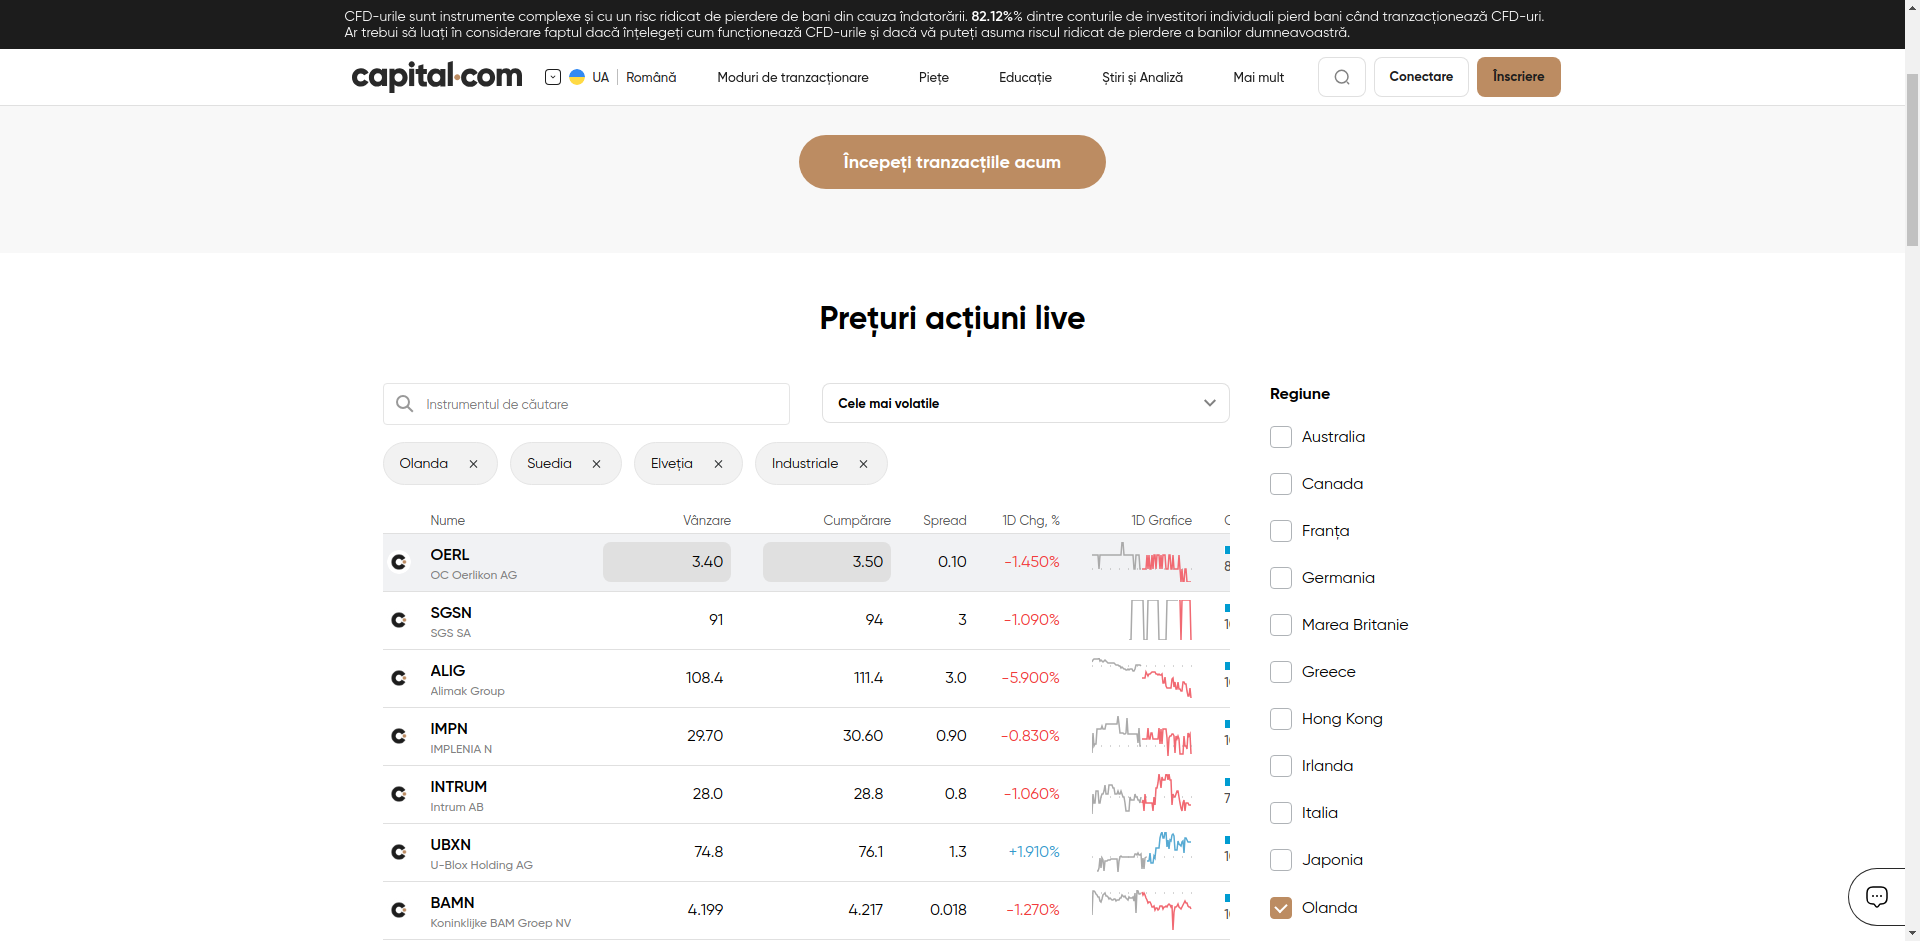 CFD-urile sunt instrumente complexe și cu un risc ridicat de pierdere de bani din cauza îndatorării. 82.12%% dintre conturile de investitori individuali pierd bani când tranzacționează CFD-uri.
Ar trebui să luați în considerare faptul dacă înțelegeți cum funcționează CFD-urile și dacă vă puteți asuma riscul ridicat de pierdere a banilor dumneavoastră.
capital.com UA Română Moduri de tranzacționare Piețe Educație Știri și Analiză Mai mult Conectare Înscriere
Începeți tranzacțiile acum
Prețuri acțiuni live
Instrumentul de căutare Cele mai volatile
Olanda Suedia Elveția Industriale
Nume Vânzare Cumpărare Spread 1D Chg, % 1D Grafice
OERL 3.40 3.50 0.10 -1.450%
OC Oerlikon AG
SGSN 91 94 3 -1.090%
SGS SA
ALIG 108.4 111.4 3.0 -5.900%
Alimak Group
IMPN 29.70 30.60 0.90 -0.830%
IMPLENIA N
INTRUM 28.0 28.8 0.8 -1.060%
Intrum AB
UBXN 74.8 76.1 1.3 +1.910%
U-Blox Holding AG
BAMN 4.199 4.217 0.018 -1.270%
Koninklijke BAM Groep NV
Regiune
Australia
Canada
Franța
Germania
Marea Britanie
Greece
Hong Kong
Irlanda
Italia
Japonia
Olanda